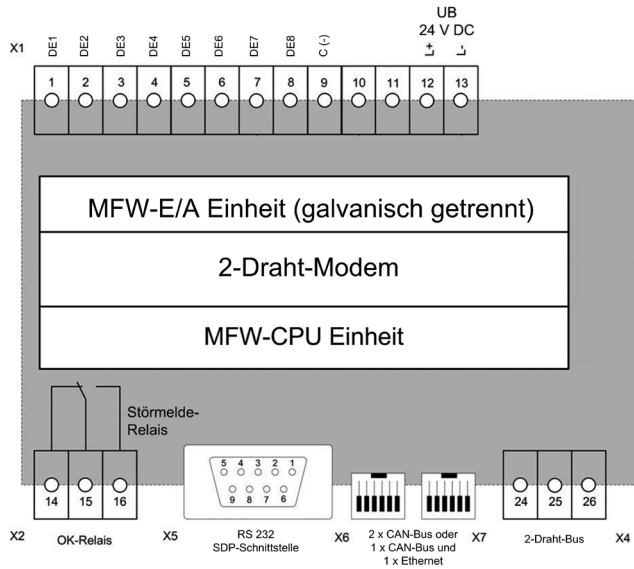 UB
24 V DC
X1
DE1
DE2
DE3
DE4
DE5
DE6
DE7
DE8
C (-)
L+
L-
1 2 3 4 5 6 7 8 9 10 11 12 13
MFW-E/A Einheit (galvanisch getrennt)
2-Draht-Modem
MFW-CPU Einheit
Störmelde-
Relais
5 4 3 2 1
9 8 7 6
14 15 16
24 25 26
X2
OK-Relais
X5
RS 232
SDP-Schnittstelle
X6
2 x CAN-Bus oder
1 x CAN-Bus und
1 x Ethernet
X7
2-Draht-Bus
X4